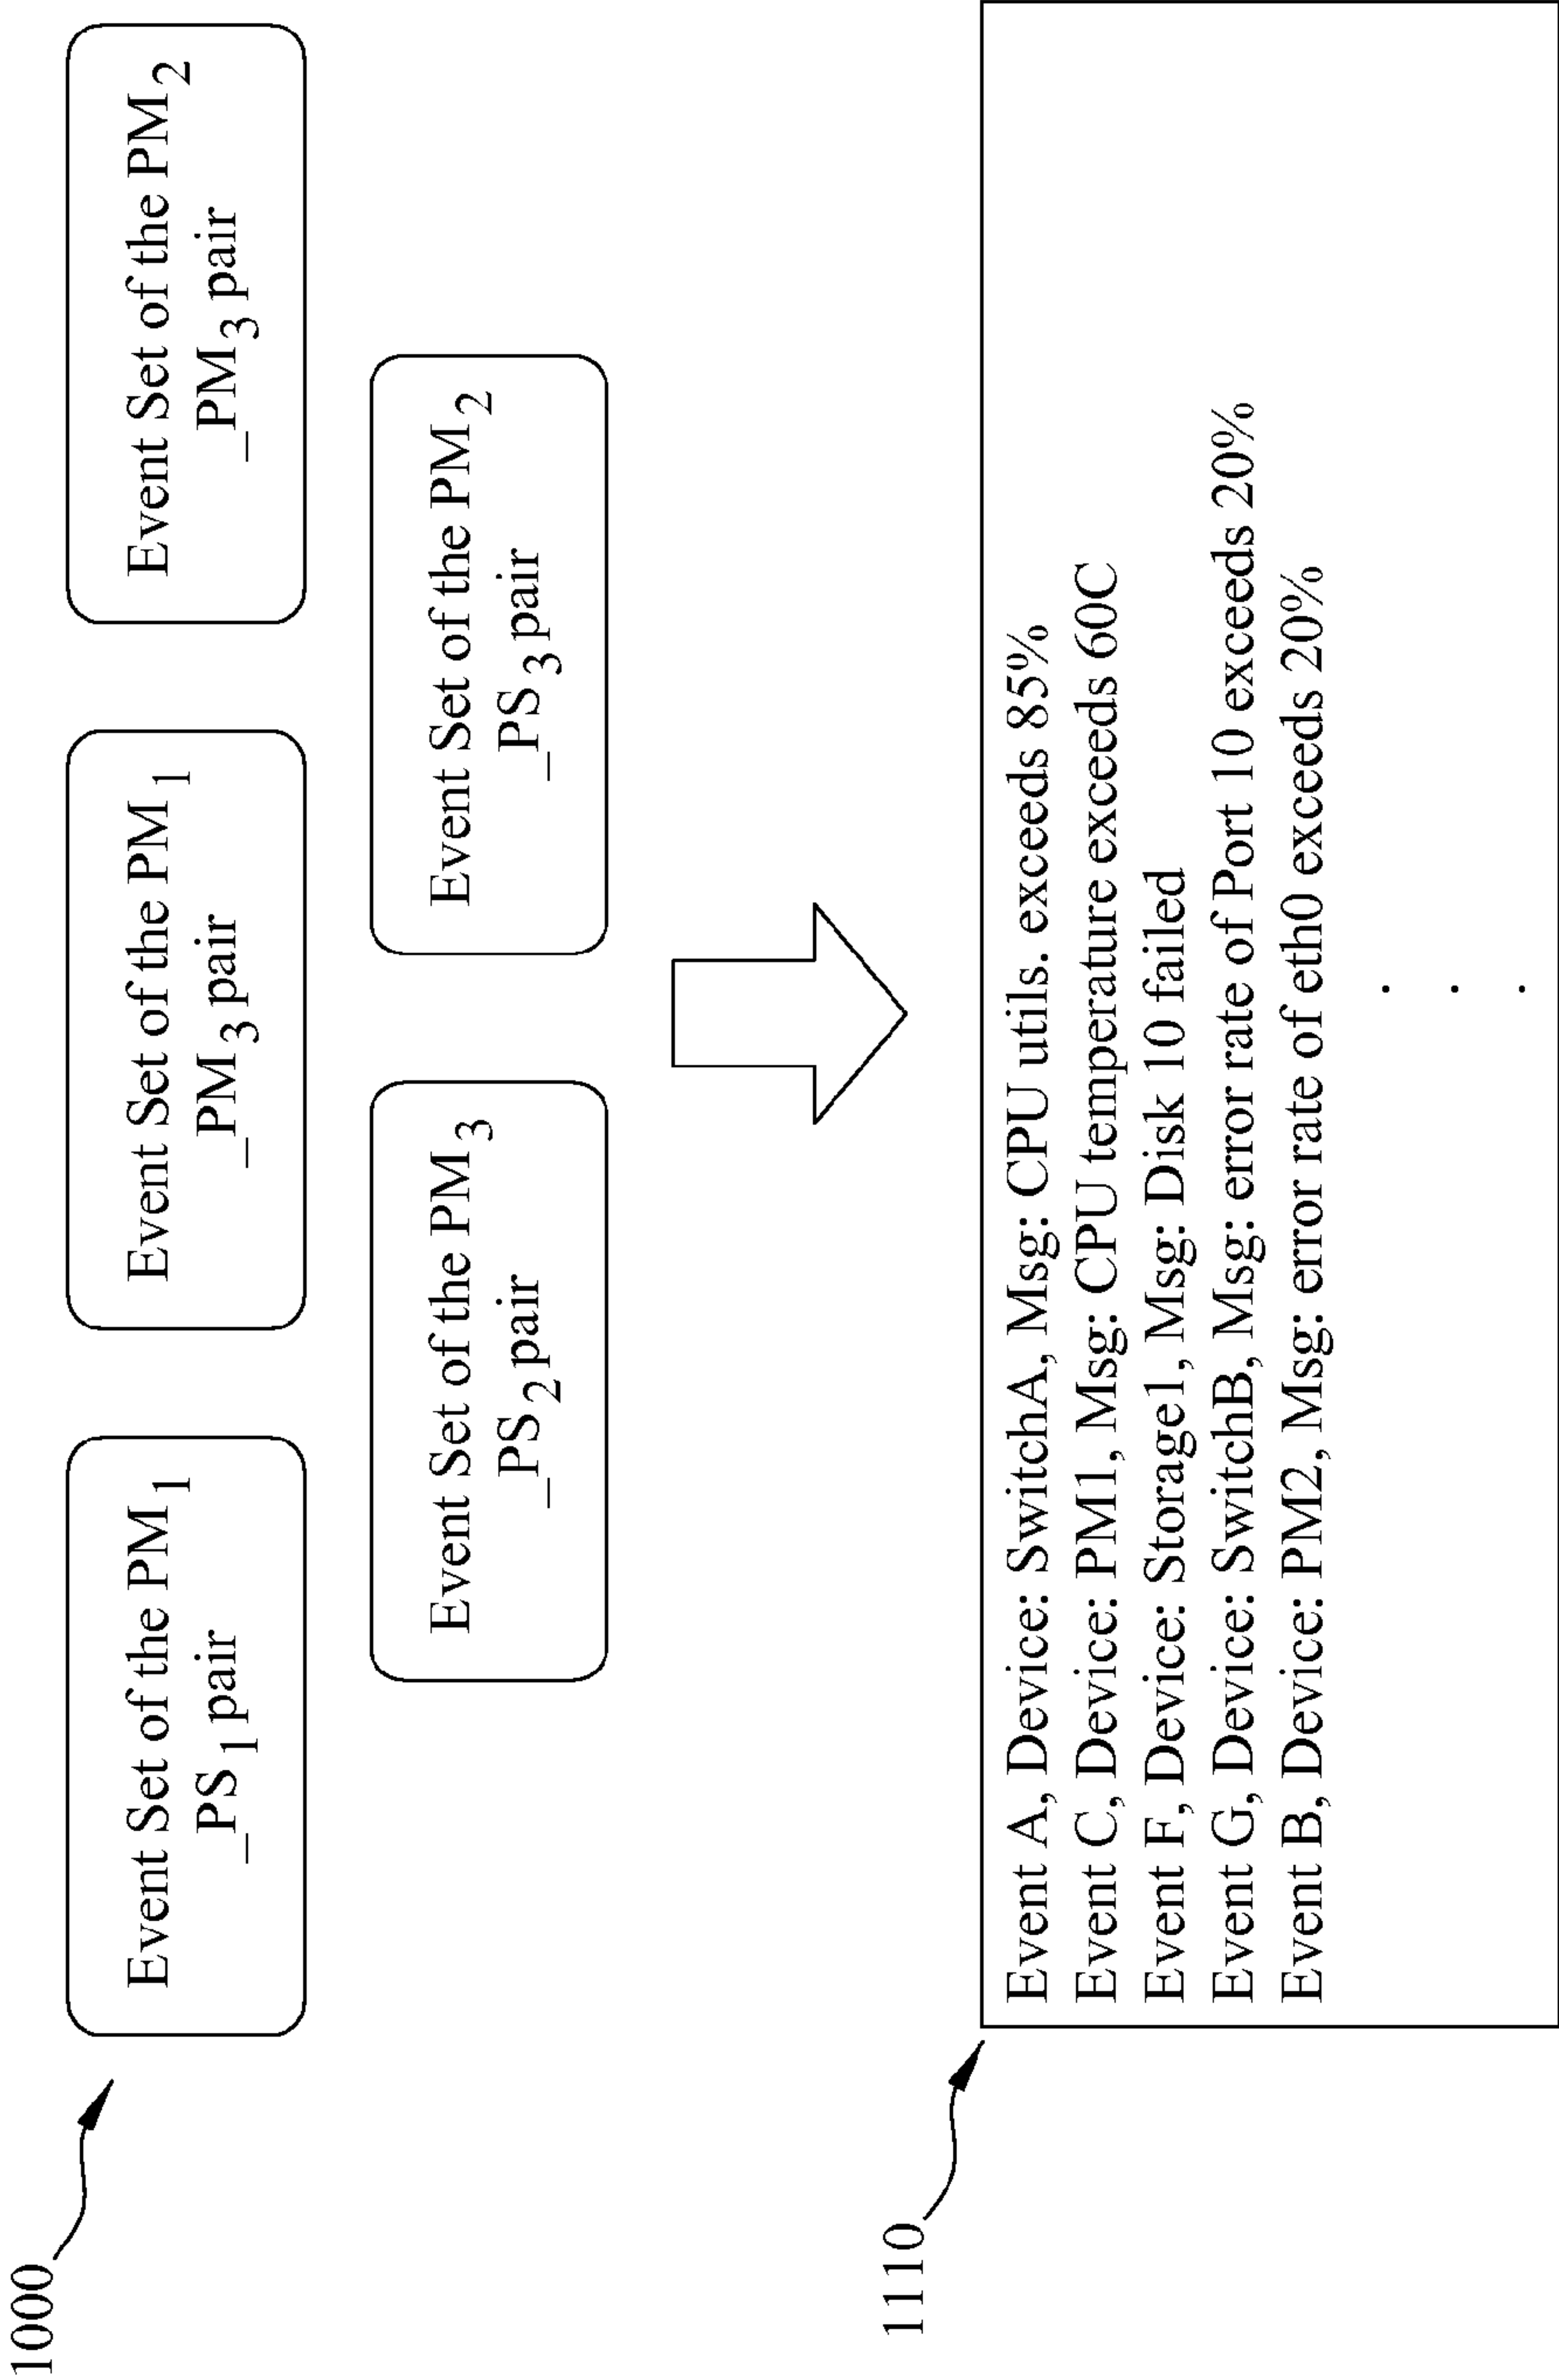 1000
Event Set of the PM1
_PS1 pair
Event Set of the PM1
_PM3 pair
Event Set of the PM2
_PM3 pair
Event Set of the PM3
_PS2 pair
Event Set of the PM2
_PS3 pair
1110
Event A, Device: SwitchA, Msg: CPU utils. exceeds 85%
Event C, Device: PM1, Msg: CPU temperature exceeds 60C
Event F, Device: Storage1, Msg: Disk 10 failed
Event G, Device: SwitchB, Msg: error rate of Port 10 exceeds 20%
Event B, Device: PM2, Msg: error rate of eth0 exceeds 20%
.
.
.